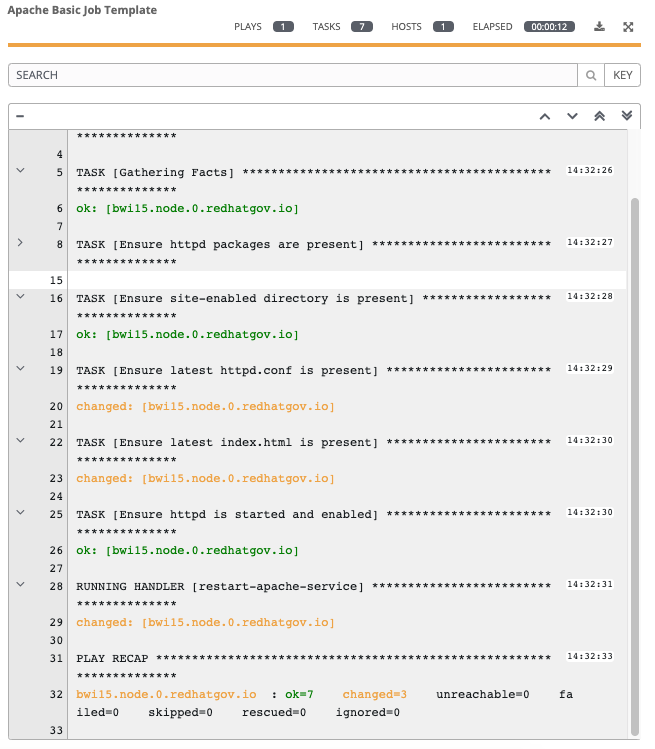 Apache Basic Job Template
PLAYS 1 TASKS 7 HOSTS 1 ELAPSED 00:00:12
SEARCH KEY
**************
4
5 TASK [Gathering Facts] ******************************************* 14:32:26
**************
6 ok: [bwi15.node.0.redhatgov.io]
7
8 TASK [Ensure httpd packages are present] ************************* 14:32:27
**************
15
16 TASK [Ensure site-enabled directory is present] ****************** 14:32:28
**************
17 ok: [bwi15.node.0.redhatgov.io]
18
19 TASK [Ensure latest httpd.conf is present] *********************** 14:32:29
**************
20 changed: [bwi15.node.0.redhatgov.io]
21
22 TASK [Ensure latest index.html is present] *********************** 14:32:30
**************
23 changed: [bwi15.node.0.redhatgov.io]
24
25 TASK [Ensure httpd is started and enabled] *********************** 14:32:30
**************
26 ok: [bwi15.node.0.redhatgov.io]
27
28 RUNNING HANDLER [restart-apache-service] ************************* 14:32:31
**************
29 changed: [bwi15.node.0.redhatgov.io]
30
31 PLAY RECAP ******************************************************* 14:32:33
**************
32 bwi15.node.0.redhatgov.io : ok=7 changed=3 unreachable=0 fa
iled=0 skipped=0 rescued=0 ignored=0
33